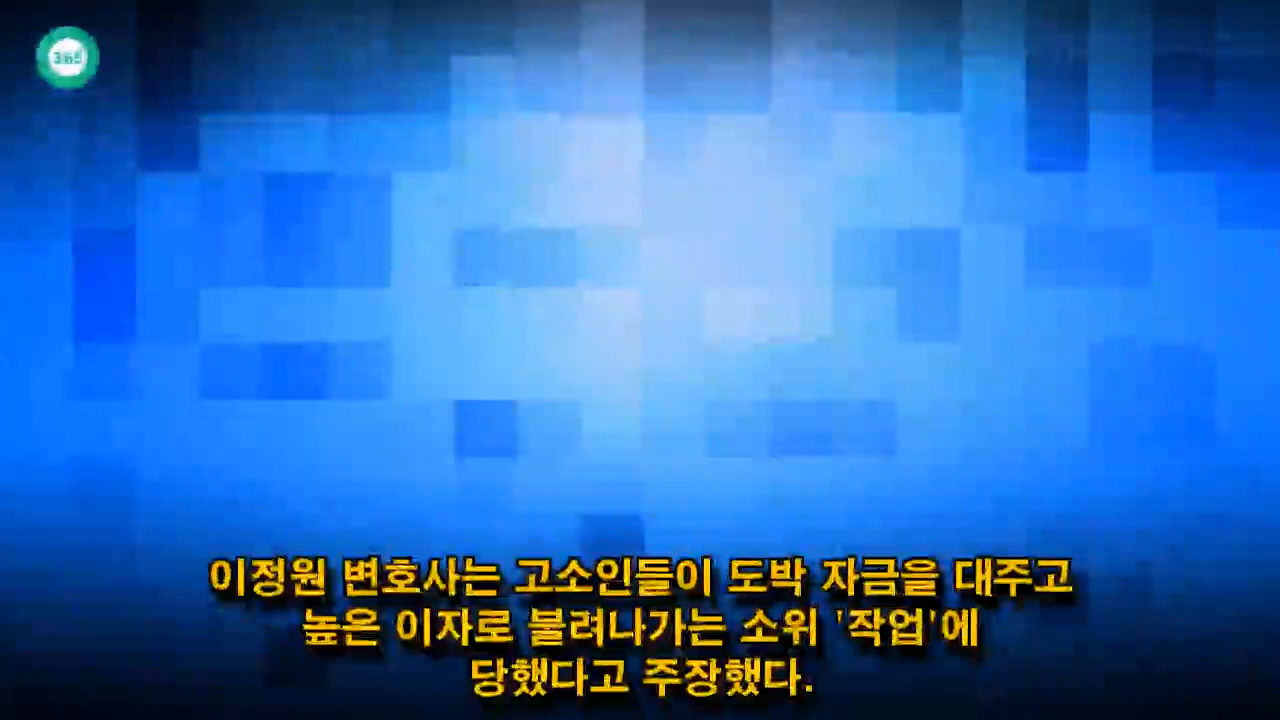 365
이정원 변호사는 고소인들이 도박 자금을 대주고
높은 이자로 불려나가는 소위 '작업'에
당했다고 주장했다.